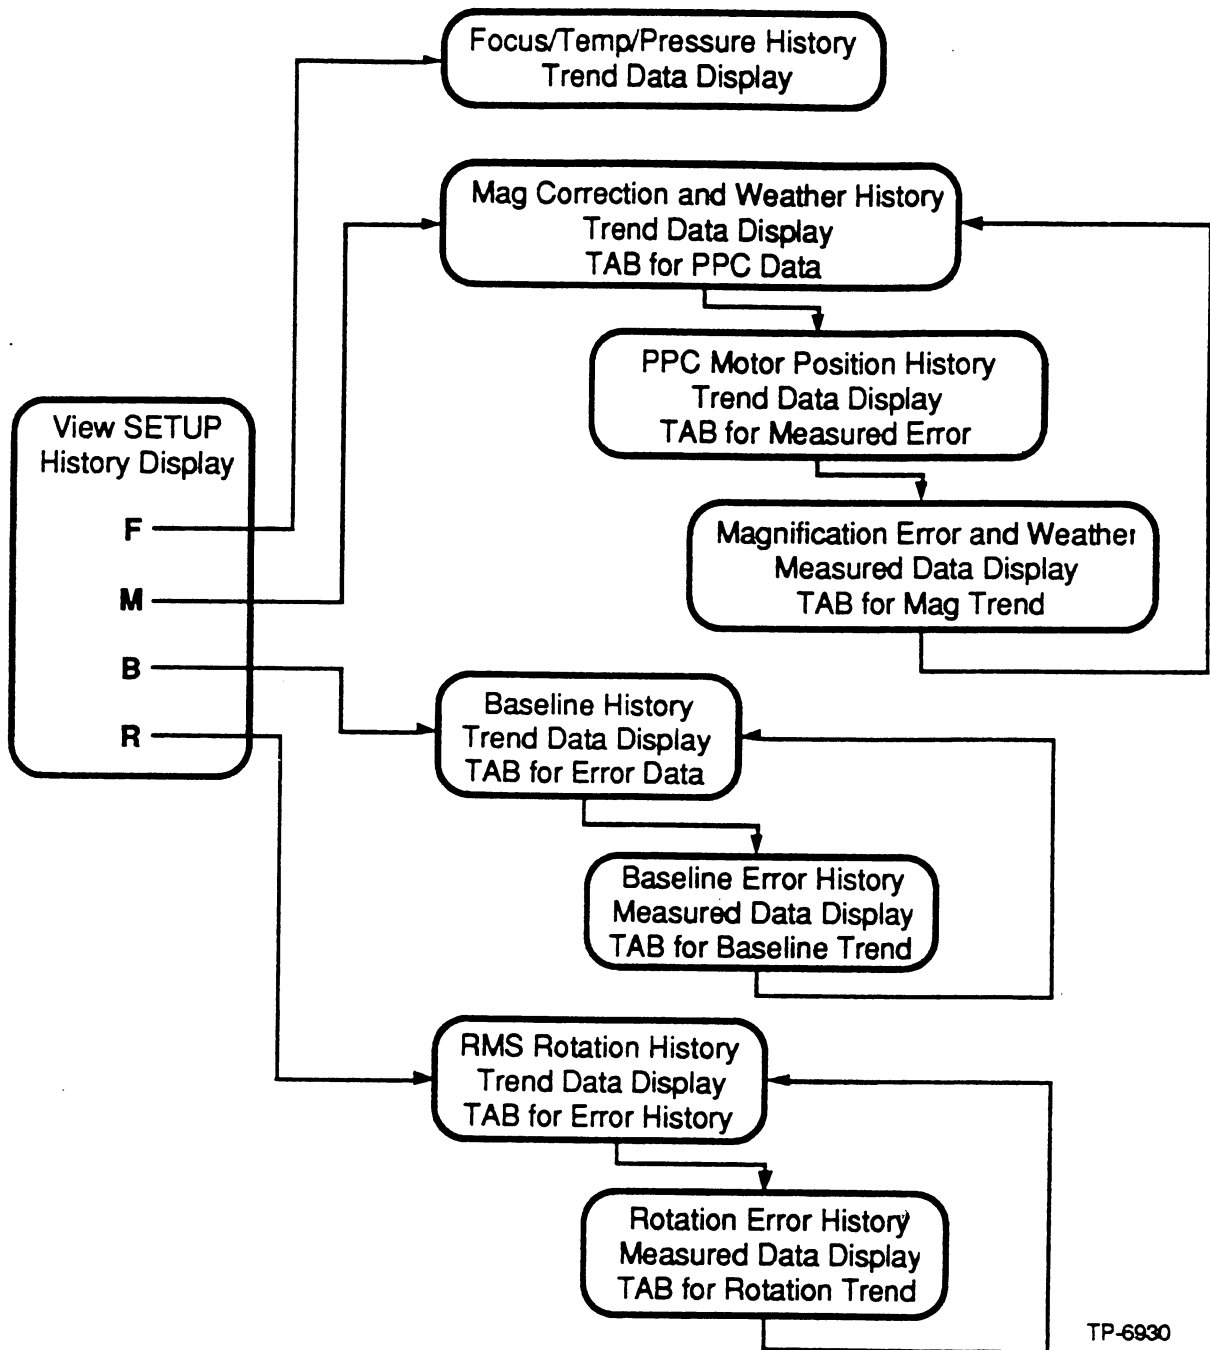 Focus/Temp/Pressure History
Trend Data Display
Mag Correction and Weather History
Trend Data Display
TAB for PPC Data
PPC Motor Position History
Trend Data Display
TAB for Measured Error
View SETUP
History Display
F
M
B
R
Magnification Error and Weather
Measured Data Display
TAB for Mag Trend
Baseline History
Trend Data Display
TAB for Error Data
Baseline Error History
Measured Data Display
TAB for Baseline Trend
RMS Rotation History
Trend Data Display
TAB for Error History
Rotation Error History
Measured Data Display
TAB for Rotation Trend
TP-6930